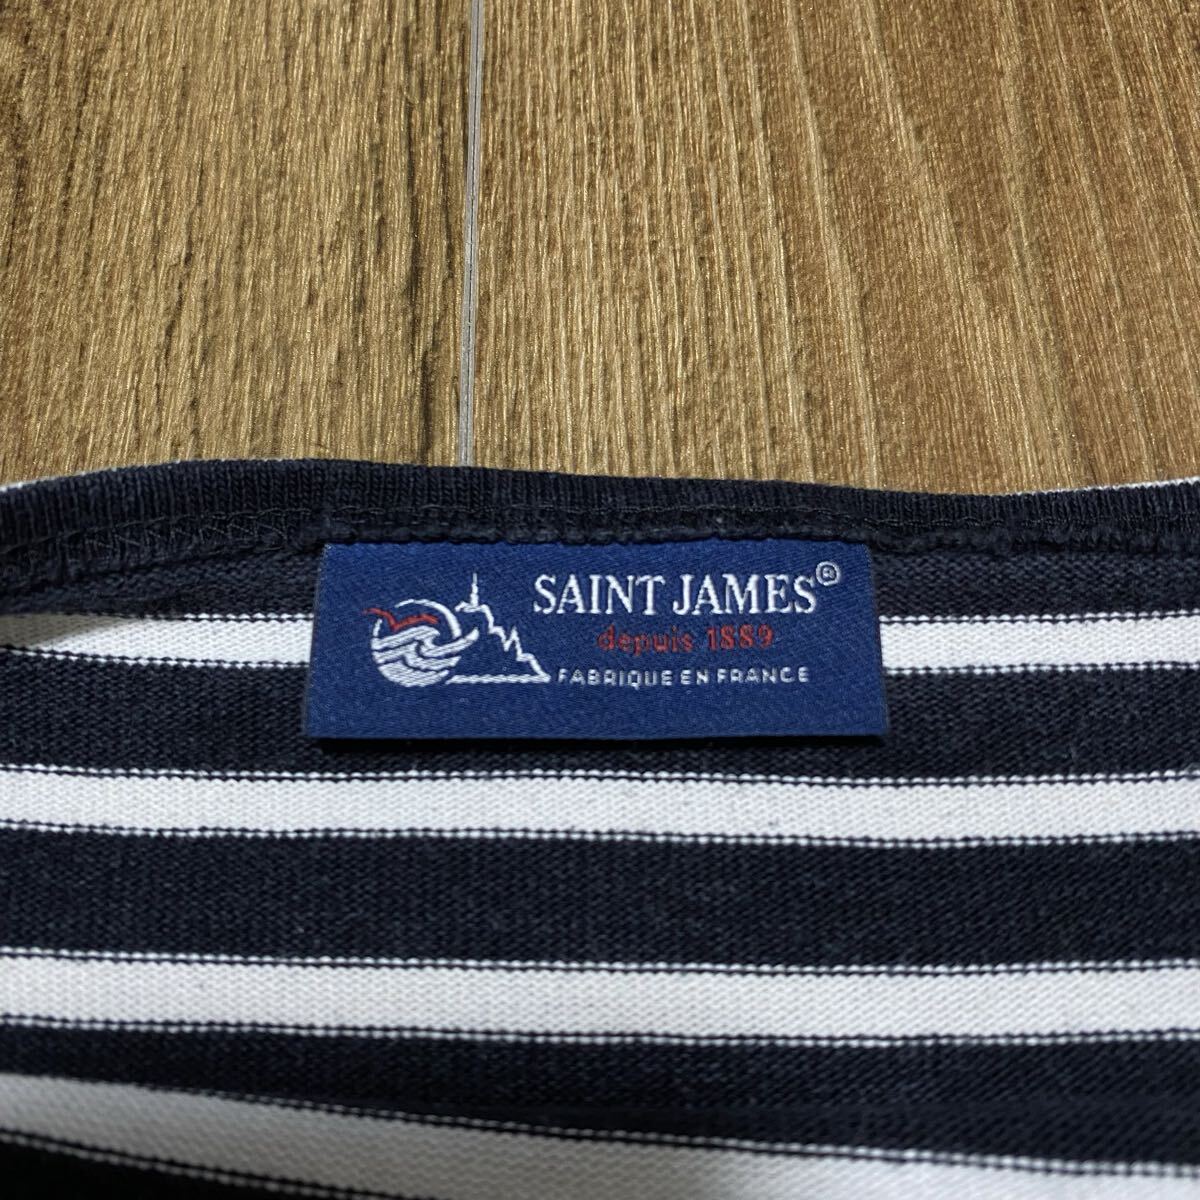 SAINT JAMES®
depuis 1889
FABRIQUE EN FRANCE